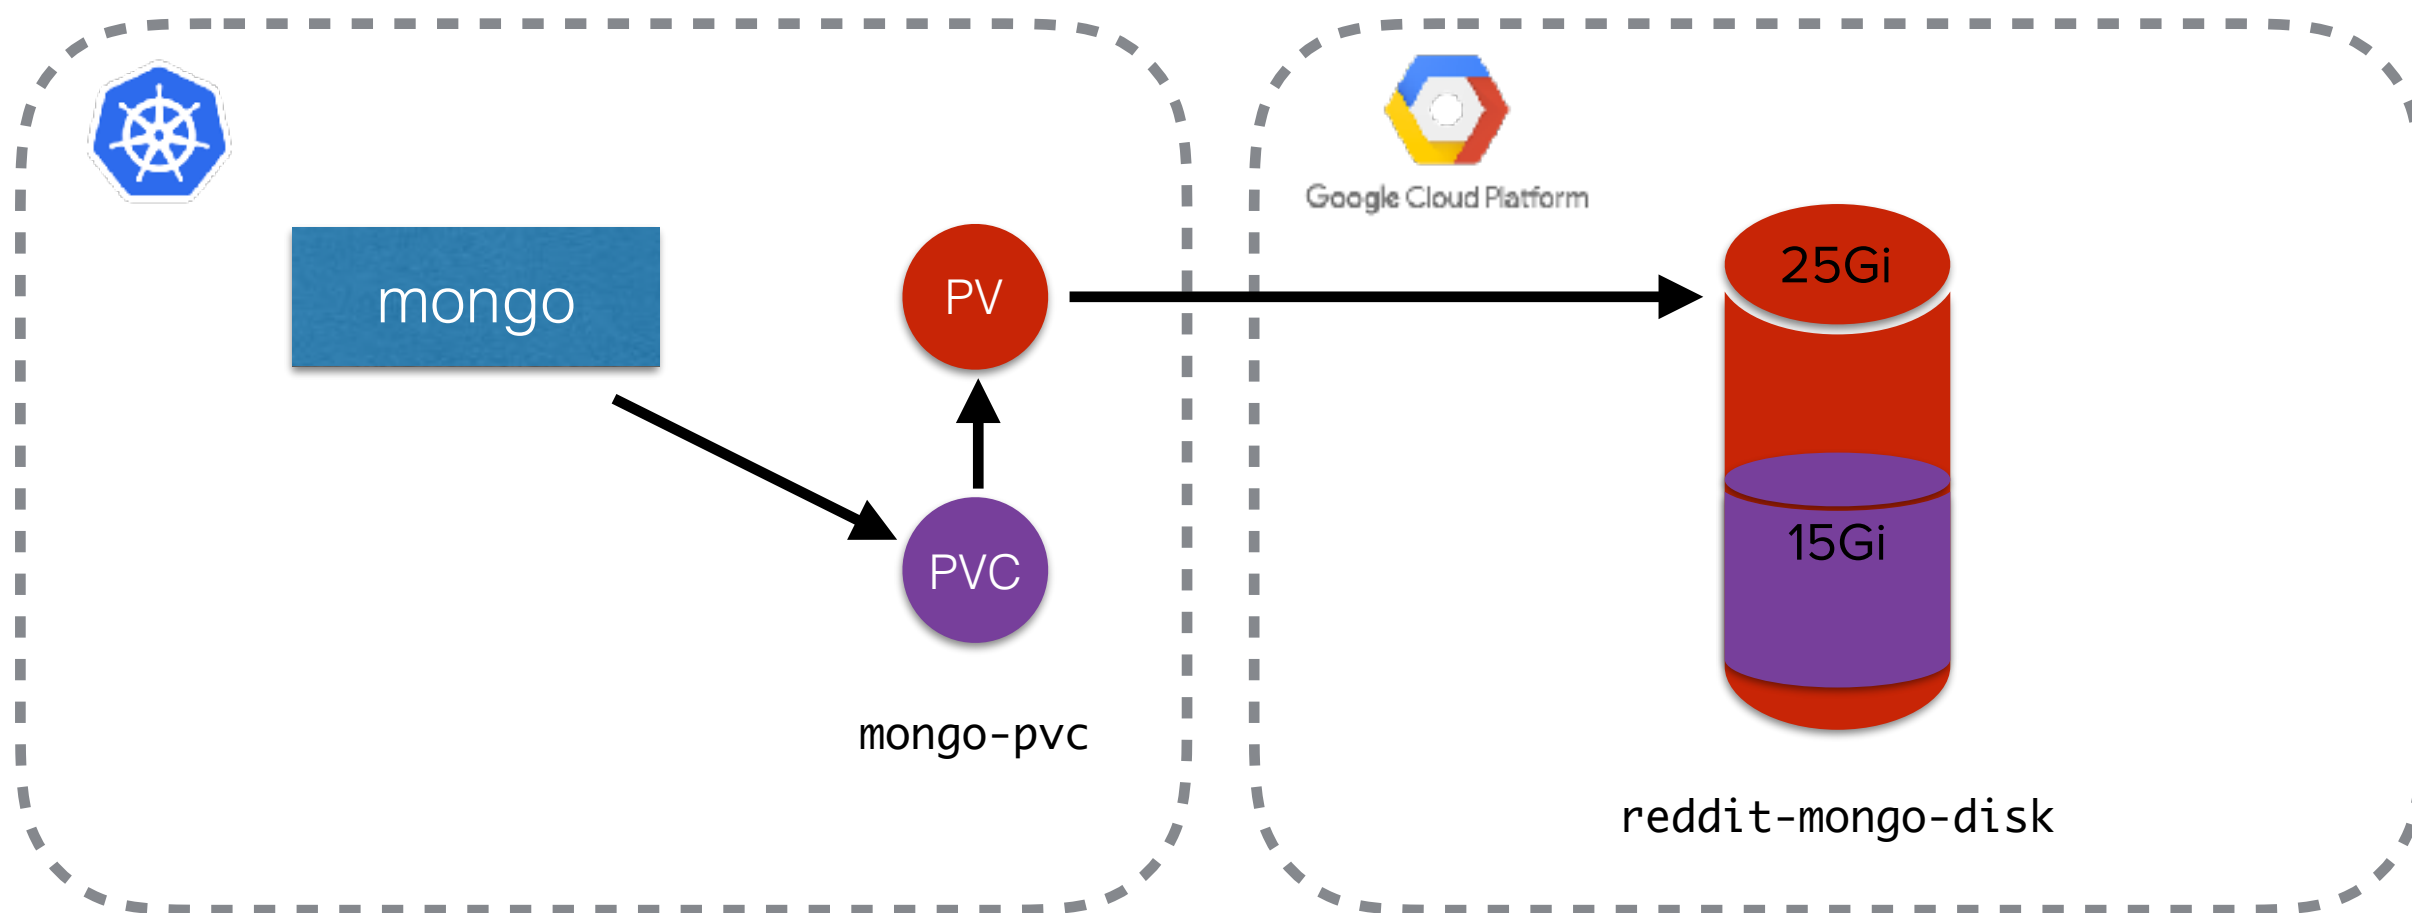 Google Cloud Platform
mongo
PV
25Gi
PVC
15Gi
mongo-pvc
reddit-mongo-disk